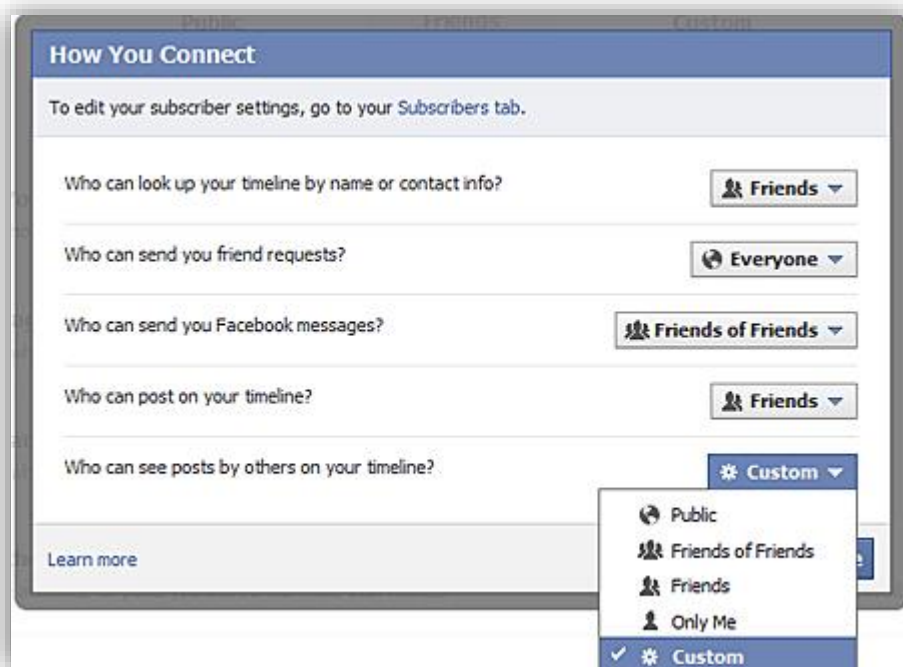 Public Friends Custom
How You Connect
To edit your subscriber settings, go to your Subscribers tab.
Who can look up your timeline by name or contact info?
Friends
Who can send you friend requests?
Everyone
Who can send you Facebook messages?
Friends of Friends
Who can post on your timeline?
Friends
Who can see posts by others on your timeline?
Custom
Public
Friends of Friends
Friends
Only Me
Custom
Learn more